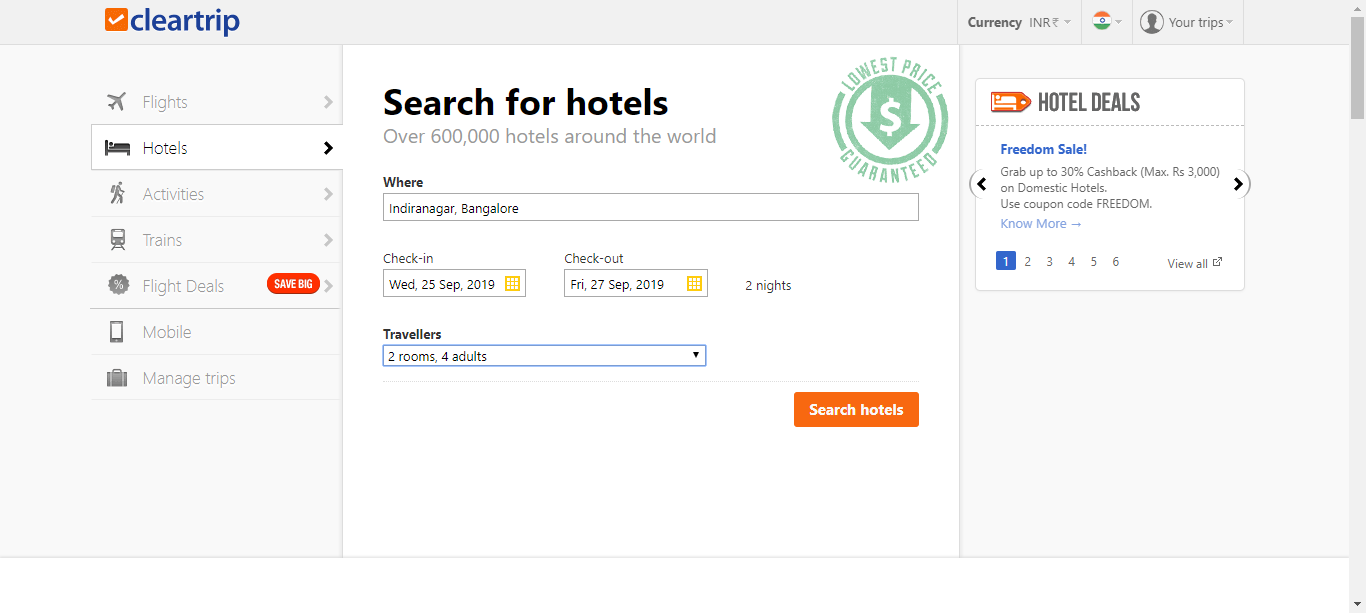 cleartrip
Currency INR₹
Your trips
Flights
Hotels
Activities
Trains
Flight Deals SAVE BIG
Mobile
Manage trips
Search for hotels
Over 600,000 hotels around the world
LOWEST PRICE
$
GUARANTEED
Where
Indiranagar, Bangalore
Check-in
Check-out
Wed, 25 Sep, 2019
Fri, 27 Sep, 2019
2 nights
Travellers
2 rooms, 4 adults
Search hotels
HOTEL DEALS
Freedom Sale!
Grab up to 30% Cashback (Max. Rs 3,000)
on Domestic Hotels.
Use coupon code FREEDOM.
Know More →
1 2 3 4 5 6
View all